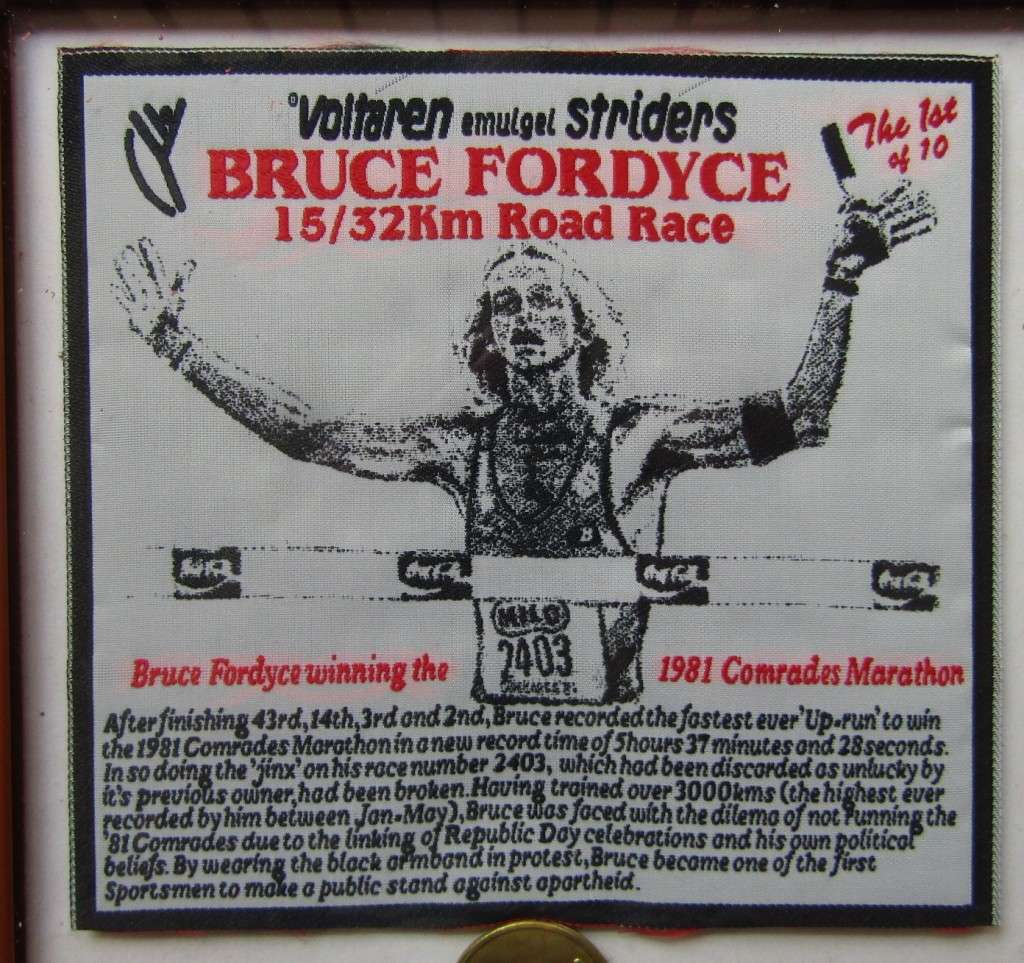 Voltaren emulgel Striders
The 1st
of 10
BRUCE FORDYCE
15/32Km Road Race
B
MILO
2403
Bruce Fordyce winning the 1981 Comrades Marathon
After finishing 43rd, 14th, 3rd and 2nd, Bruce recorded the fastest ever 'Up-run' to win
the 1981 Comrades Marathon in a new record time of 5hours 37 minutes and 28 seconds.
In so doing the 'jinx' on his race number 2403, which had been discarded as unlucky by
it's previous owner, had been broken. Having trained over 3000kms (the highest ever
recorded by him between Jan-May), Bruce was faced with the dilema of not running the
'81 Comrades due to the linking of Republic Day celebrations and his own political
beliefs. By wearing the black armband in protest, Bruce become one of the first
Sportsmen to make a public stand against apartheid.